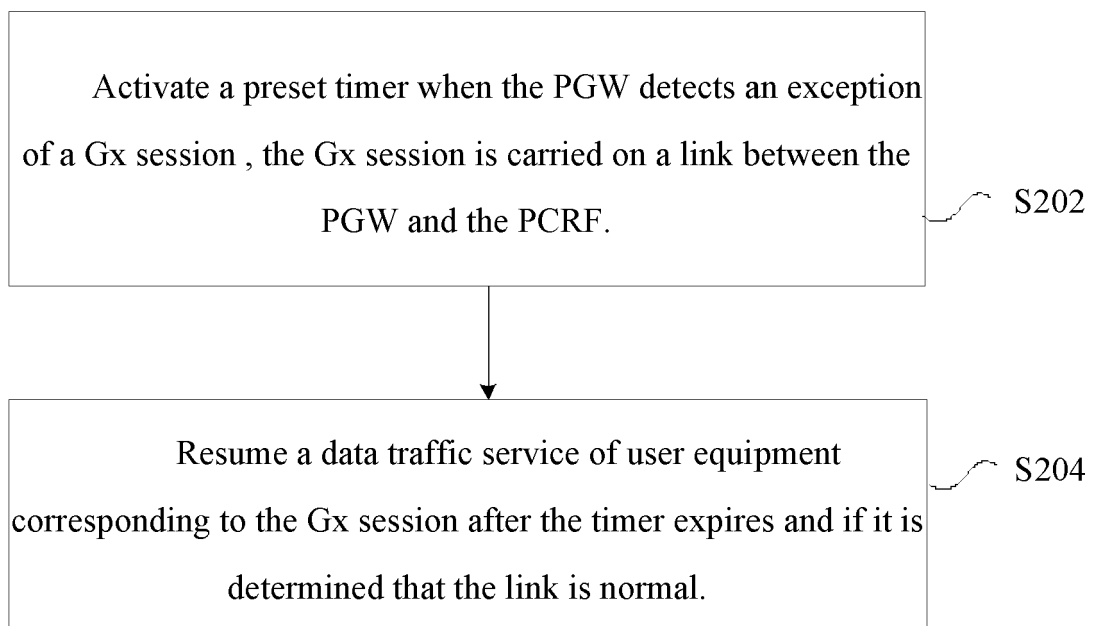 Activate a preset timer when the PGW detects an exception
of a Gx session , the Gx session is carried on a link between the
PGW and the PCRF.
S202
Resume a data traffic service of user equipment
corresponding to the Gx session after the timer expires and if it is
determined that the link is normal.
S204